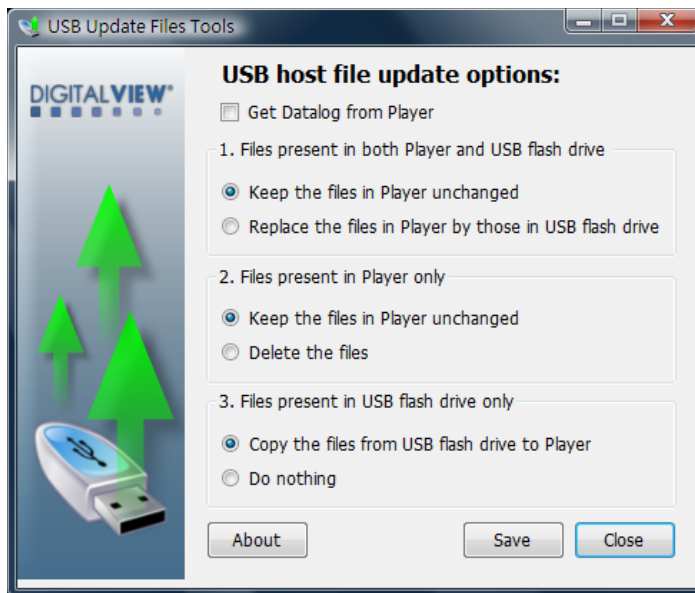 USB Update Files Tools
DIGITALVIEW®
USB host file update options:
Get Datalog from Player
1. Files present in both Player and USB flash drive
Keep the files in Player unchanged
Replace the files in Player by those in USB flash drive
2. Files present in Player only
Keep the files in Player unchanged
Delete the files
3. Files present in USB flash drive only
Copy the files from USB flash drive to Player
Do nothing
About Save Close